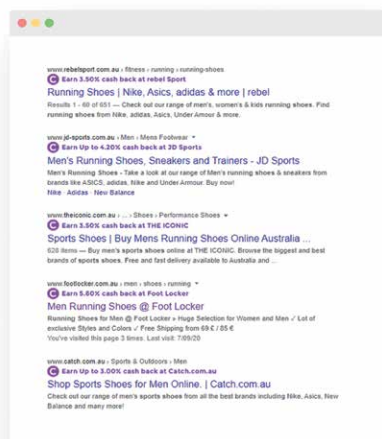 www.rebelsport.com.au › fitness › running › running-shoes
C Earn 3.50% cash back at rebel Sport
Running Shoes | Nike, Asics, adidas & more | rebel
Results 1 - 60 of 651 — Check out our range of men's, women's & kids running shoes. Find
running shoes from Nike, adidas, Asics, Under Armour & more.
www.jd-sports.com.au › Men › Mens Footwear
C Earn Up to 4.20% cash back at JD Sports
Men's Running Shoes, Sneakers and Trainers - JD Sports
Men's Running Shoes - Take a look at our range of Men's running shoes & sneakers from
brands like ASICS, adidas, Nike and Under Armour. Buy now!
Nike · Adidas · New Balance
www.theiconic.com.au › ... › Shoes › Performance Shoes
C Earn 3.50% cash back at THE ICONIC
Sports Shoes | Buy Mens Running Shoes Online Australia ...
628 items — Buy men's sports shoes online at THE ICONIC. Browse the biggest and best
brands of sports shoes. Free and fast delivery available to Australia and ..
www.footlocker.com.au › men › shoes › running
C Earn 5.60% cash back at Foot Locker
Men Running Shoes @ Foot Locker
Running Shoes for Men @ Foot Locker » Huge Selection for Women and Men ✓ Lot of
exclusive Styles and Colors ✓ Free Shipping from 69 £ / 85 €
You've visited this page 3 times. Last visit: 7/09/20
www.catch.com.au › Sports & Outdoors › Men
C Earn Up to 3.00% cash back at Catch.com.au
Shop Sports Shoes for Men Online. | Catch.com.au
Check out our range of men's sports shoes from all the best brands including Nike, Asics, New
Balance and many more!